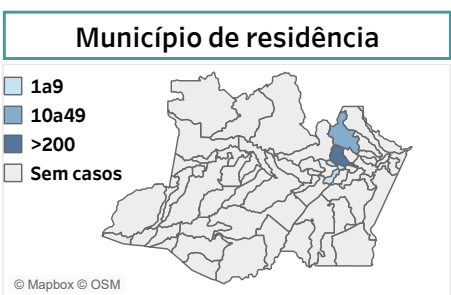 Município de residência
1a9
10a49
>200
Sem casos
© Mapbox © OSM